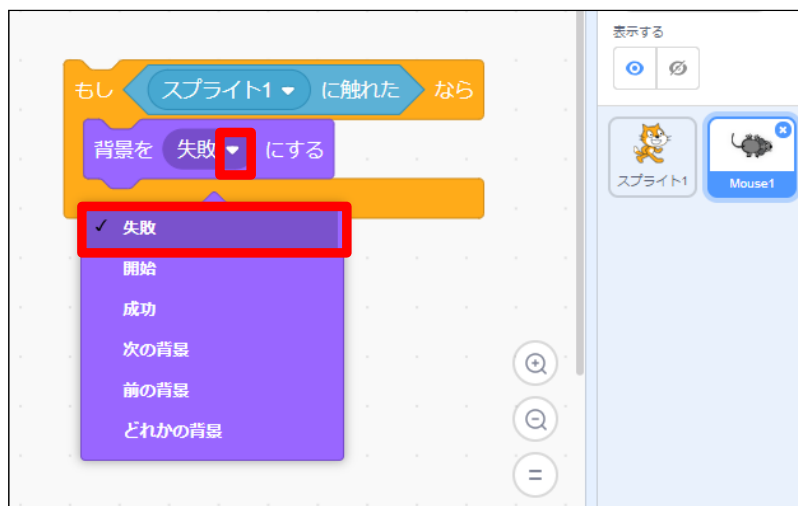 表示する
もし スプライト1 に触れた なら
背景を 失敗 にする
✓ 失敗
開始
成功
次の背景
前の背景
どれかの背景
スプライト1
Mouse1